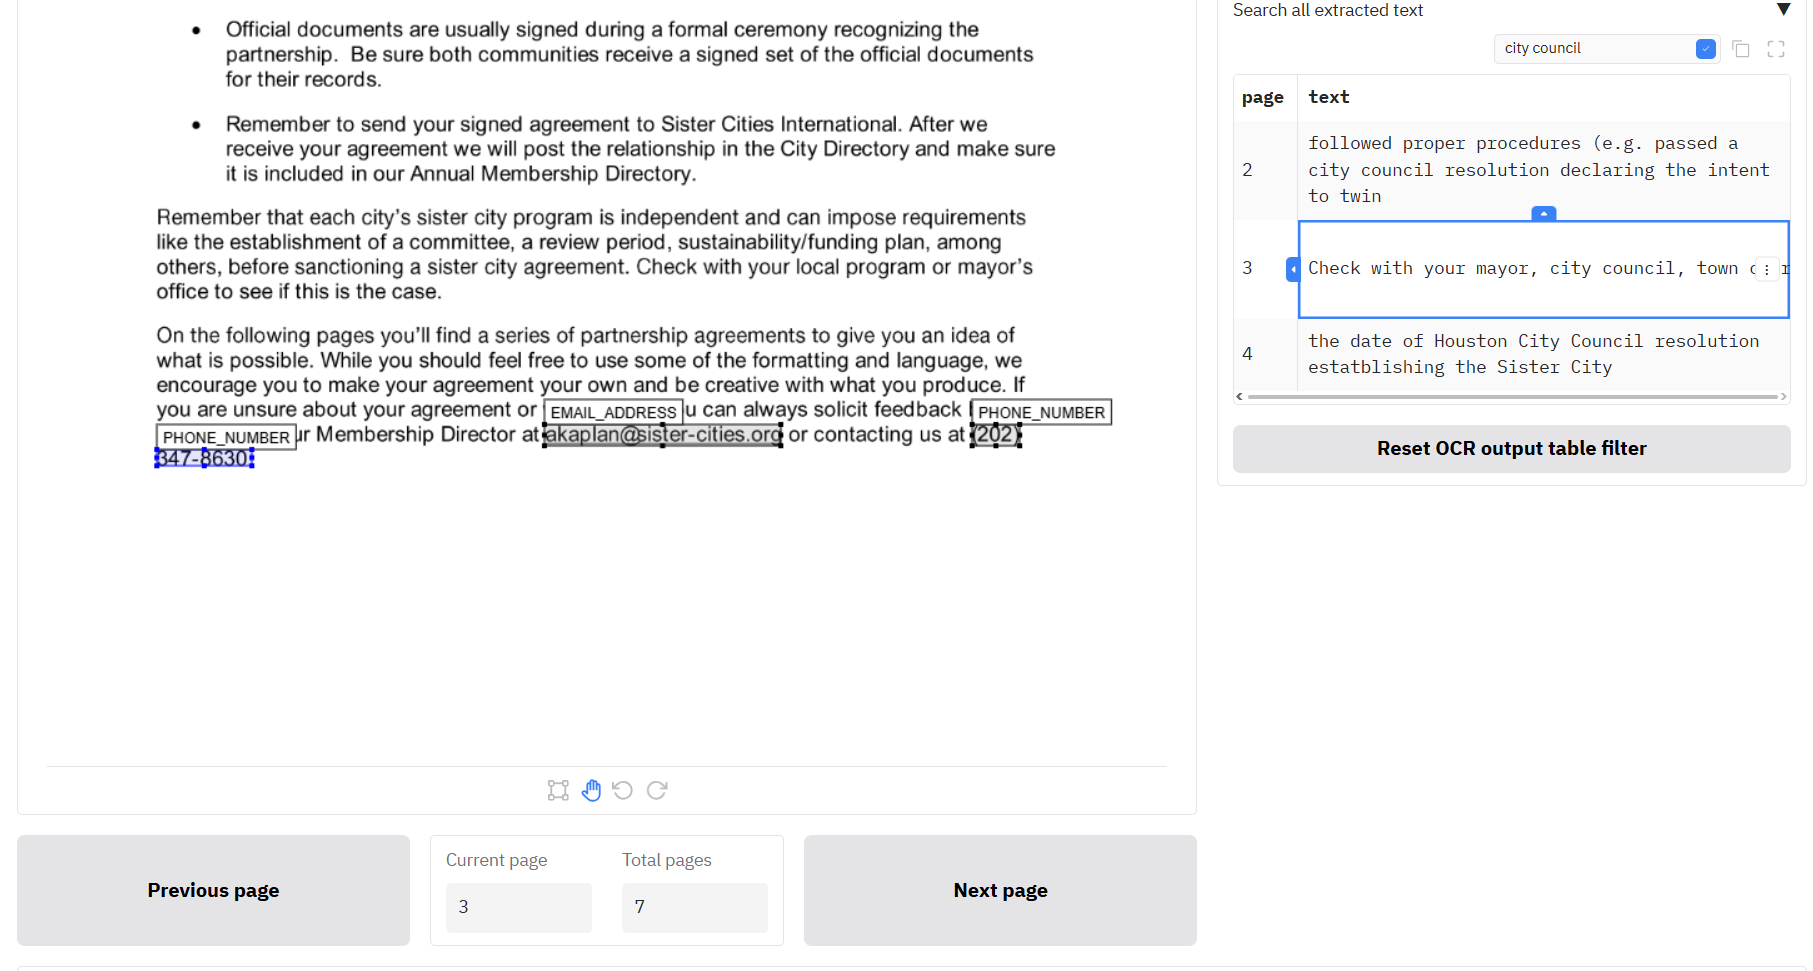 • Official documents are usually signed during a formal ceremony recognizing the
partnership.  Be sure both communities receive a signed set of the official documents
for their records.
• Remember to send your signed agreement to Sister Cities International. After we
receive your agreement we will post the relationship in the City Directory and make sure
it is included in our Annual Membership Directory.
Remember that each city's sister city program is independent and can impose requirements
like the establishment of a committee, a review period, sustainability/funding plan, among
others, before sanctioning a sister city agreement. Check with your local program or mayor's
office to see if this is the case.
On the following pages you'll find a series of partnership agreements to give you an idea of
what is possible. While you should feel free to use some of the formatting and language, we
encourage you to make your agreement your own and be creative with what you produce. If
you are unsure about your agreement or EMAIL_ADDRESS u can always solicit feedback PHONE_NUMBER
PHONE_NUMBER ur Membership Director at akaplan@sister-cities.org or contacting us at (202)
347-8630
Previous page
Current page
3
Total pages
7
Next page
Search all extracted text ▼
city council
page text
2 followed proper procedures (e.g. passed a
city council resolution declaring the intent
to twin
3 Check with your mayor, city council, town
4 the date of Houston City Council resolution
estatblishing the Sister City
Reset OCR output table filter